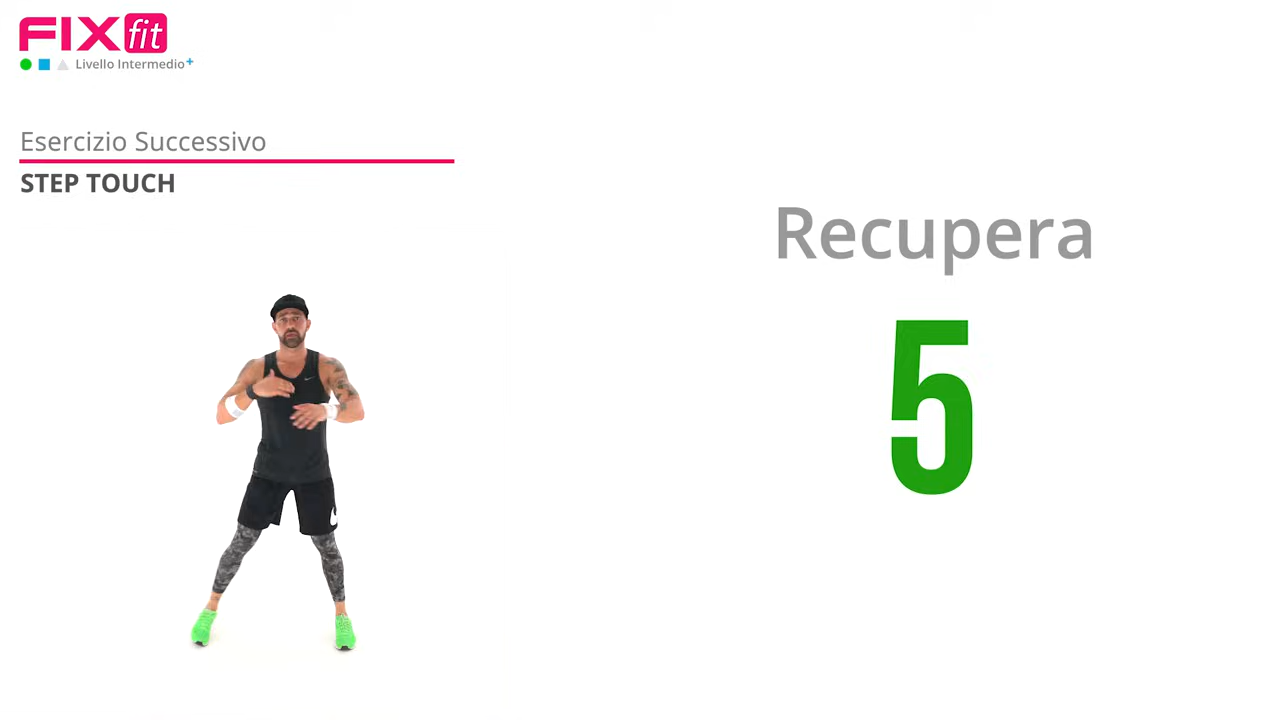 FIX fit
Livello Intermedio+
Esercizio Successivo
STEP TOUCH
Recupera
5